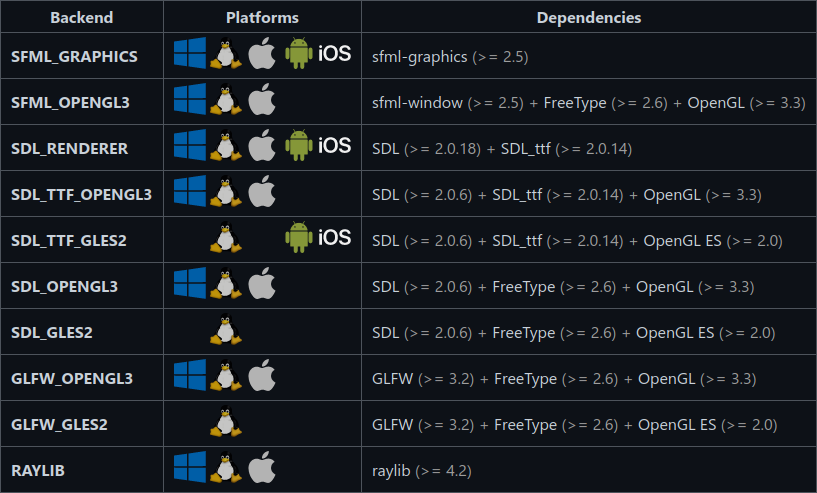 Backend Platforms Dependencies
SFML_GRAPHICS iOS sfml-graphics (>= 2.5)
SFML_OPENGL3 sfml-window (>= 2.5) + FreeType (>= 2.6) + OpenGL (>= 3.3)
SDL_RENDERER iOS SDL (>= 2.0.18) + SDL_ttf (>= 2.0.14)
SDL_TTF_OPENGL3 SDL (>= 2.0.6) + SDL_ttf (>= 2.0.14) + OpenGL (>= 3.3)
SDL_TTF_GLES2 iOS SDL (>= 2.0.6) + SDL_ttf (>= 2.0.14) + OpenGL ES (>= 2.0)
SDL_OPENGL3 SDL (>= 2.0.6) + FreeType (>= 2.6) + OpenGL (>= 3.3)
SDL_GLES2 SDL (>= 2.0.6) + FreeType (>= 2.6) + OpenGL ES (>= 2.0)
GLFW_OPENGL3 GLFW (>= 3.2) + FreeType (>= 2.6) + OpenGL (>= 3.3)
GLFW_GLES2 GLFW (>= 3.2) + FreeType (>= 2.6) + OpenGL ES (>= 2.0)
RAYLIB raylib (>= 4.2)